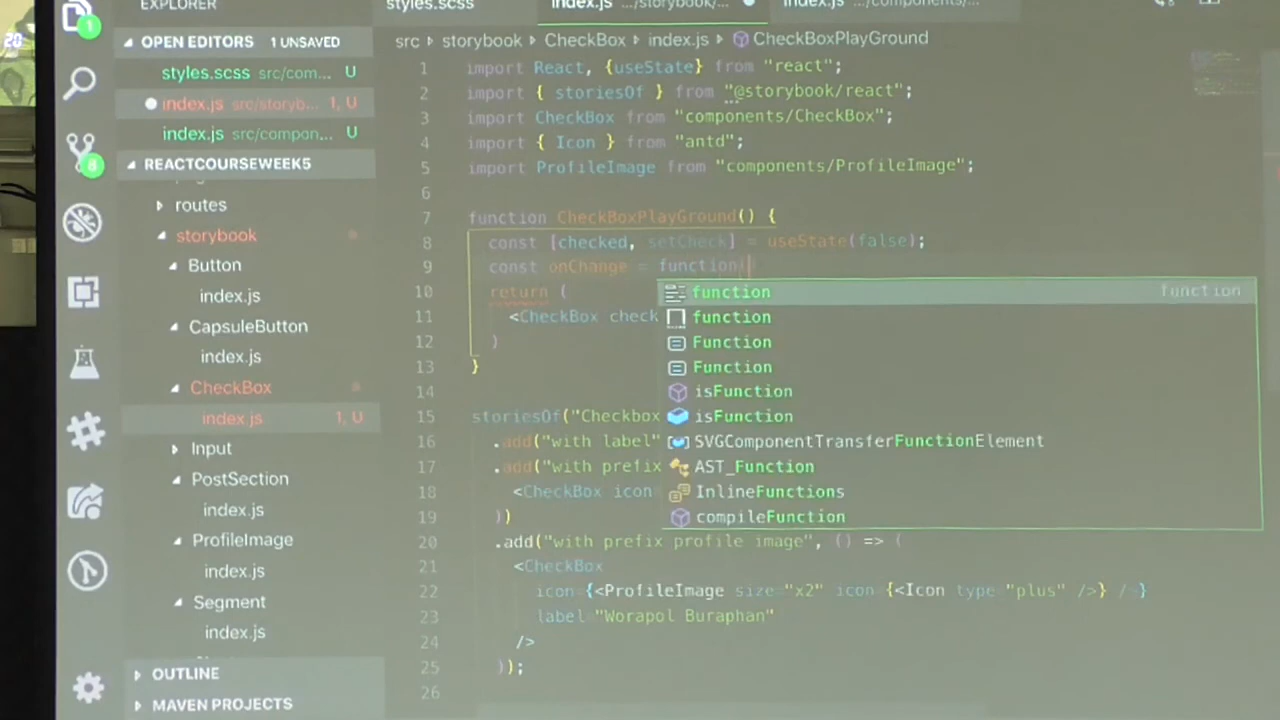 EXPLORER
styles.scss
index.js .../storybook/...
index.js .../components/...
1
20
OPEN EDITORS 1 UNSAVED
styles.scss src/com... U
index.js src/storyb... 1, U
index.js src/compon... U
8
REACTCOURSEWEEK5
routes
storybook
Button
index.js
CapsuleButton
index.js
CheckBox
index.js 1, U
Input
PostSection
index.js
ProfileImage
index.js
Segment
index.js
OUTLINE
MAVEN PROJECTS
src storybook CheckBox index.js CheckBoxPlayGround
1 import React, {useState} from "react";
2 import { storiesOf } from "@storybook/react";
3 import CheckBox from "components/CheckBox";
4 import { Icon } from "antd";
5 import ProfileImage from "components/ProfileImage";
6
7 function CheckBoxPlayGround() {
8 const [checked, setCheck] = useState(false);
9 const onChange = function
10 return (
11 <CheckBox check
12 )
13 }
14
15 storiesOf("Checkbox
16 .add("with label"
17 .add("with prefix
18 <CheckBox icon
19 ))
20 .add("with prefix profile image", () => (
21 <CheckBox
22 icon={<ProfileImage size="x2" icon={<Icon type="plus" />} />}
23 label="Worapol Buraphan"
24 />
25 ));
26
function function
function
Function
Function
isFunction
isFunction
SVGComponentTransferFunctionElement
AST_Function
InlineFunctions
compileFunction